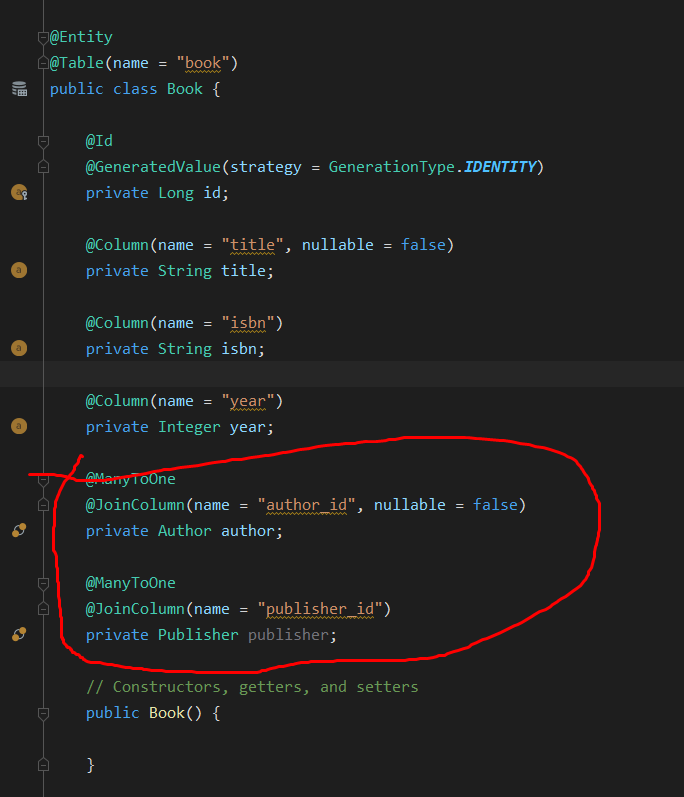 @Entity
@Table(name = "book")
public class Book {
@Id
@GeneratedValue(strategy = GenerationType.IDENTITY)
private Long id;
@Column(name = "title", nullable = false)
private String title;
@Column(name = "isbn")
private String isbn;
@Column(name = "year")
private Integer year;
@ManyToOne
@JoinColumn(name = "author_id", nullable = false)
private Author author;
@ManyToOne
@JoinColumn(name = "publisher_id")
private Publisher publisher;
// Constructors, getters, and setters
public Book() {
}